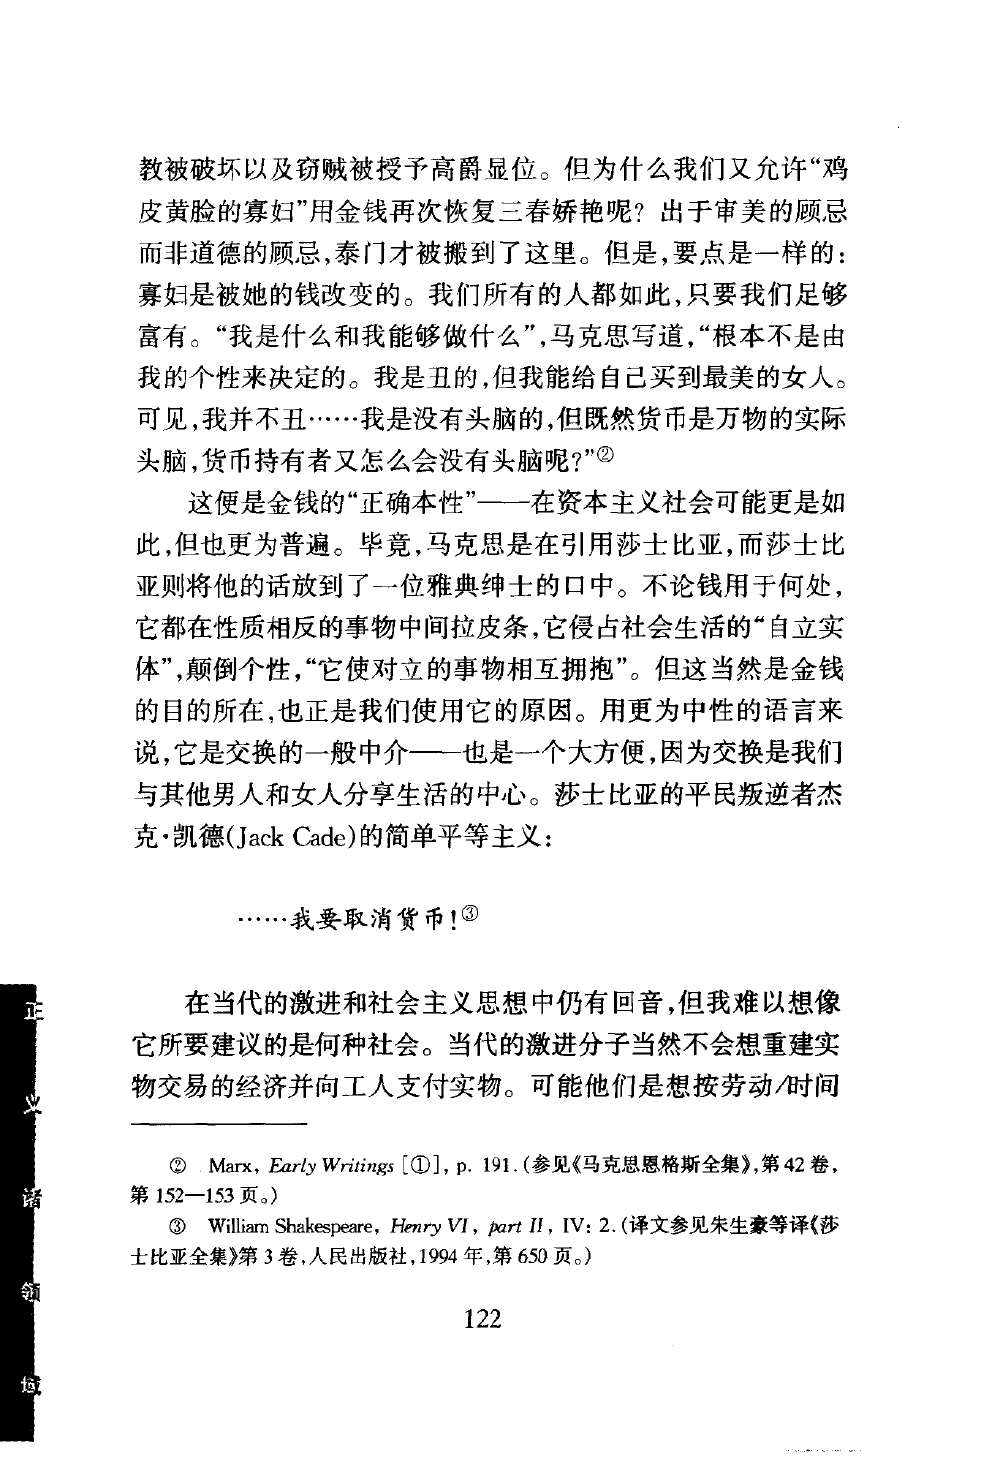 教被破坏以及窃贼被授予高爵显位。但为什么我们又允许“鸡
皮黄脸的寡妇”用金钱再次恢复三春娇艳呢？出于审美的顾忌
而非道德的顾忌，泰门才被搬到了这里。但是，要点是一样的：
寡妇是被她的钱改变的。我们所有的人都如此，只要我们足够
富有。“我是什么和我能够做什么”，马克思写道，“根本不是由
我的个性来决定的。我是丑的，但我能给自己买到最美的女人。
可见，我并不丑……我是没有头脑的，但既然货币是万物的实际
头脑，货币持有者又怎么会没有头脑呢？”②
这便是金钱的“正确本性”——在资本主义社会可能更是如
此，但也更为普遍。毕竟，马克思是在引用莎士比亚，而莎士比
亚则将他的话放到了一位雅典绅士的口中。不论钱用于何处，
它都在性质相反的事物中间拉皮条，它侵占社会生活的“自立实
体”，颠倒个性，“它使对立的事物相互拥抱”。但这当然是金钱
的目的所在，也正是我们使用它的原因。用更为中性的语言来
说，它是交换的一般中介——也是一个大方便，因为交换是我们
与其他男人和女人分享生活的中心。莎士比亚的平民叛逆者杰
克·凯德(Jack Cade)的简单平等主义：
……我要取消货币！③
在当代的激进和社会主义思想中仍有回音，但我难以想像
它所要建议的是何种社会。当代的激进分子当然不会想重建实
物交易的经济并向工人支付实物。可能他们是想按劳动/时间
② Marx, Early Writings [①], p. 191.(参见《马克思恩格斯全集》，第42卷，
第152—153页。)
③ William Shakespeare, Henry VI, part II, IV: 2.(译文参见朱生豪等译《莎
士比亚全集》第3卷，人民出版社，1994年，第650页。)
122
正
义
诸
领
域